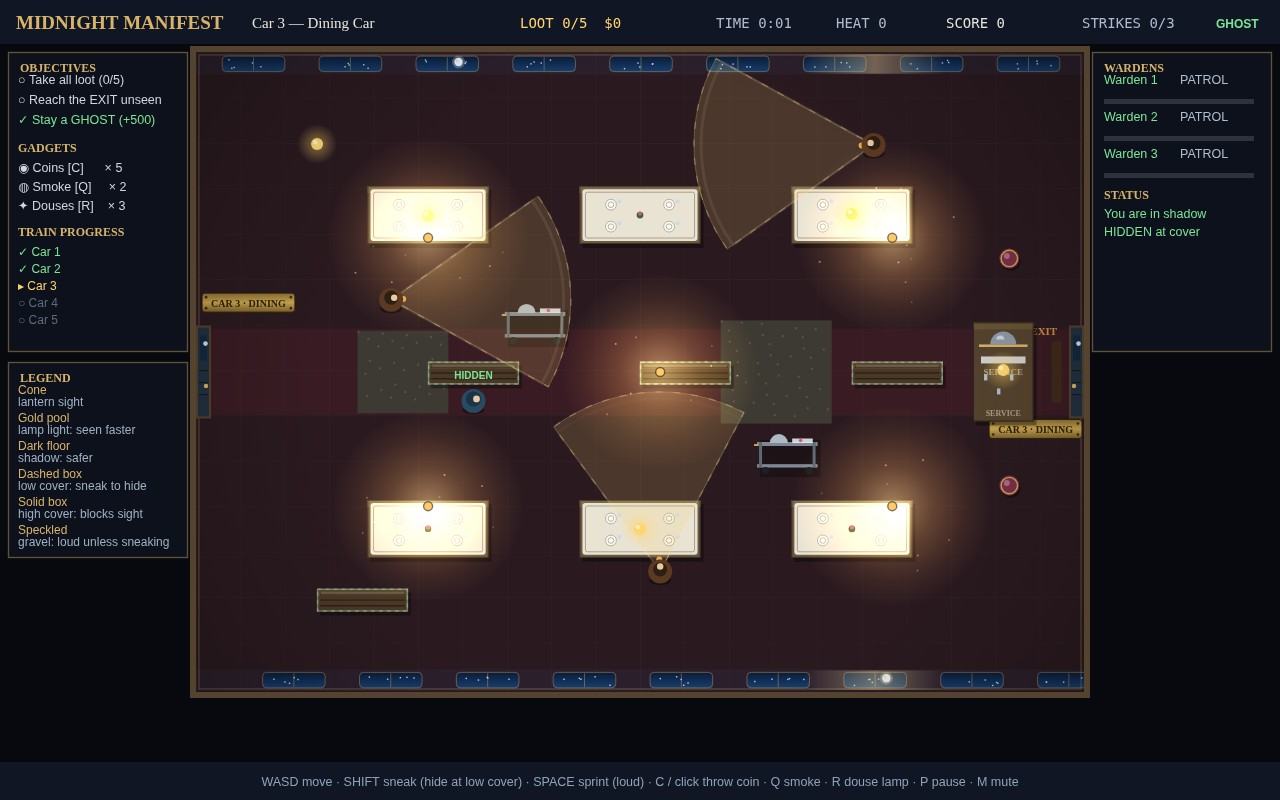 MIDNIGHT MANIFEST
Car 3 — Dining Car
LOOT 0/5 $0
TIME 0:01
HEAT 0
SCORE 0
STRIKES 0/3
GHOST
OBJECTIVES
○ Take all loot (0/5)
○ Reach the EXIT unseen
✓ Stay a GHOST (+500)
GADGETS
◉ Coins [C] × 5
◍ Smoke [Q] × 2
✦ Douses [R] × 3
TRAIN PROGRESS
✓ Car 1
✓ Car 2
▸ Car 3
○ Car 4
○ Car 5
LEGEND
Cone
lantern sight
Gold pool
lamp light: seen faster
Dark floor
shadow: safer
Dashed box
low cover: sneak to hide
Solid box
high cover: blocks sight
Speckled
gravel: loud unless sneaking
CAR 3 · DINING
HIDDEN
EXIT
SERVICE
SERVICE
CAR 3 · DINING
WARDENS
Warden 1 PATROL
Warden 2 PATROL
Warden 3 PATROL
STATUS
You are in shadow
HIDDEN at cover
WASD move · SHIFT sneak (hide at low cover) · SPACE sprint (loud) · C / click throw coin · Q smoke · R douse lamp · P pause · M mute